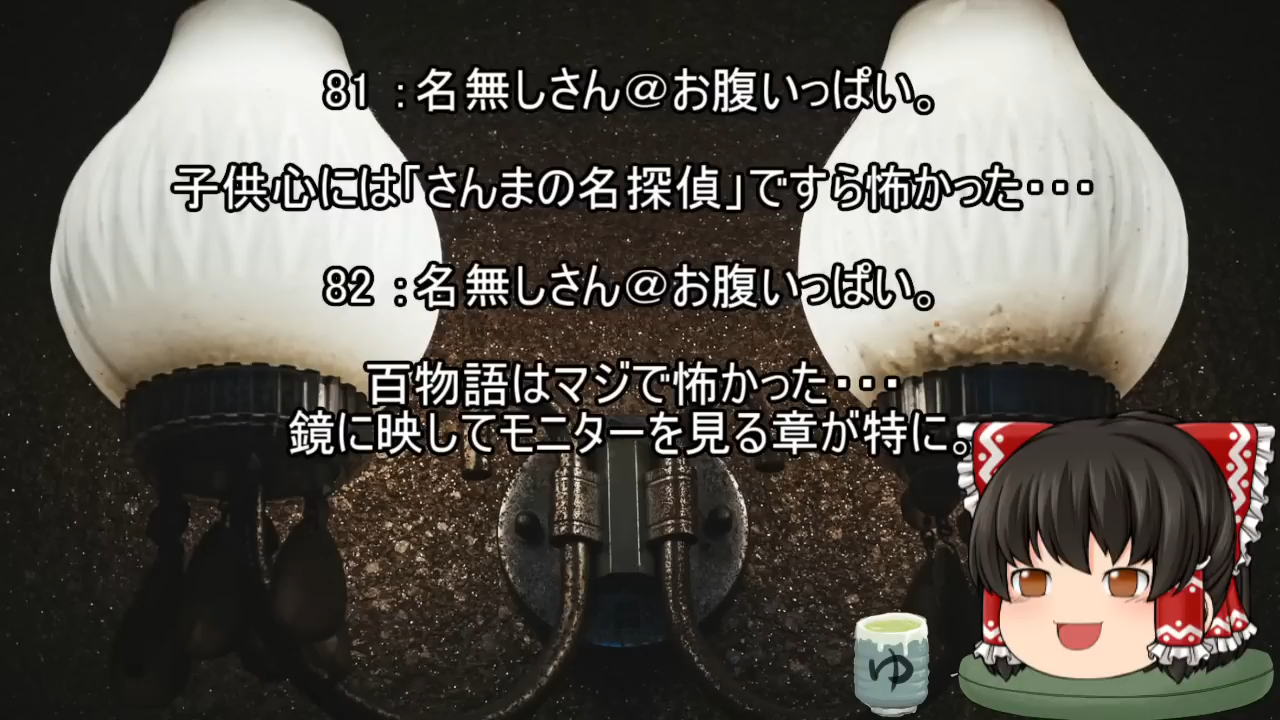 81 :名無しさん＠お腹いっぱい。
子供心には「さんまの名探偵」ですら怖かった・・・
82 :名無しさん＠お腹いっぱい。
百物語はマジで怖かった・・・
鏡に映してモニターを見る章が特に。
ゆ